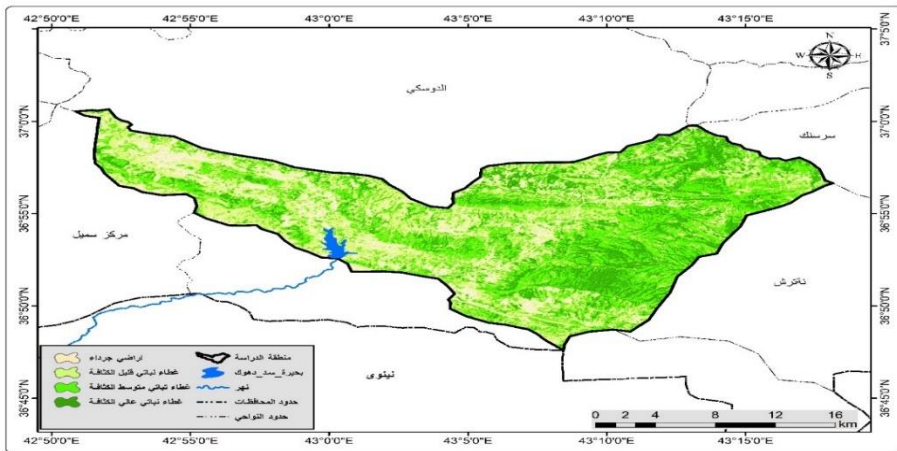 42°50'0"E 42°55'0"E 43°0'0"E 43°5'0"E 43°10'0"E 43°15'0"E
37°5'0"N 37°5'0"N
N
W E
S
الدوسكي
37°0'0"N 37°0'0"N
سرسنك
36°55'0"N 36°55'0"N
مركز سميل
36°50'0"N 36°50'0"N
نينوى
منطقة الدراسة
اراضي جرداء
بحيرة_سد_دهوك
غطاء نباتي قليل الكثافة
نهر
غطاء نباتي متوسط الكثافة
حدود المحافظات
غطاء نباتي عالي الكثافة
حدود النواحي
36°45'0"N 36°45'0"N
0 2 4 8 12 16
km
42°50'0"E 42°55'0"E 43°0'0"E 43°5'0"E 43°10'0"E 43°15'0"E